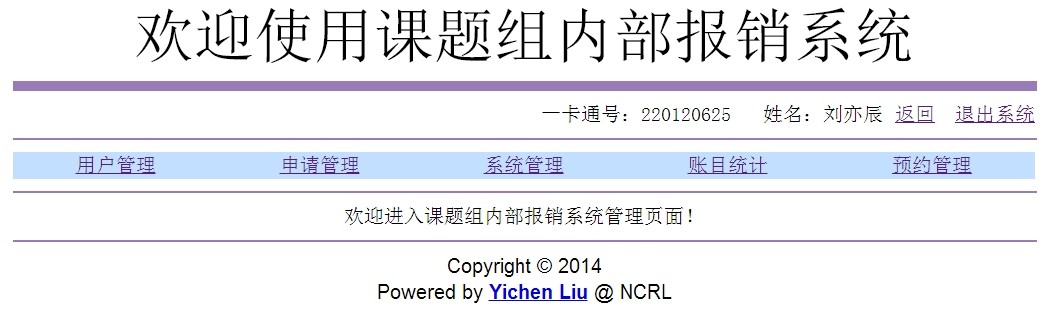 欢迎使用课题组内部报销系统
一卡通号：220120625 姓名：刘亦辰 返回 退出系统
用户管理 申请管理 系统管理 账目统计 预约管理
欢迎进入课题组内部报销系统管理页面！
Copyright © 2014
Powered by Yichen Liu @ NCRL